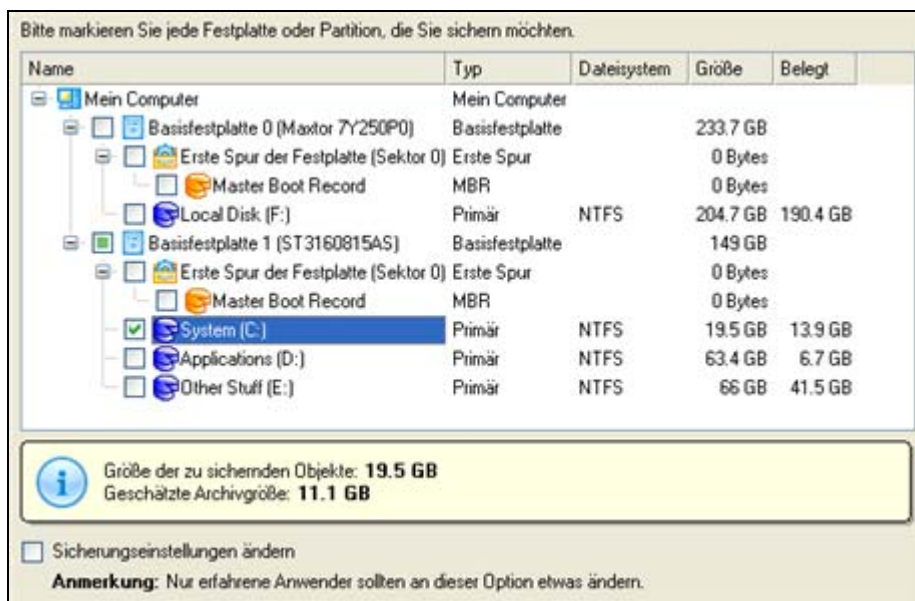 Bitte markieren Sie jede Festplatte oder Partition, die Sie sichern möchten.
Name Typ Dateisystem Größe Belegt
Mein Computer Mein Computer
Basisfestplatte 0 (Maxtor 7Y250P0) Basisfestplatte 233.7 GB
Erste Spur der Festplatte (Sektor 0) Erste Spur 0 Bytes
Master Boot Record MBR 0 Bytes
Local Disk (F:) Primär NTFS 204.7 GB 190.4 GB
Basisfestplatte 1 (ST3160815AS) Basisfestplatte 149 GB
Erste Spur der Festplatte (Sektor 0) Erste Spur 0 Bytes
Master Boot Record MBR 0 Bytes
System (C:) Primär NTFS 19.5 GB 13.9 GB
Applications (D:) Primär NTFS 63.4 GB 6.7 GB
Other Stuff (E:) Primär NTFS 66 GB 41.5 GB
Größe der zu sichernden Objekte: 19.5 GB
Geschätzte Archivgröße: 11.1 GB
Sicherungseinstellungen ändern
Anmerkung: Nur erfahrene Anwender sollten an dieser Option etwas ändern.